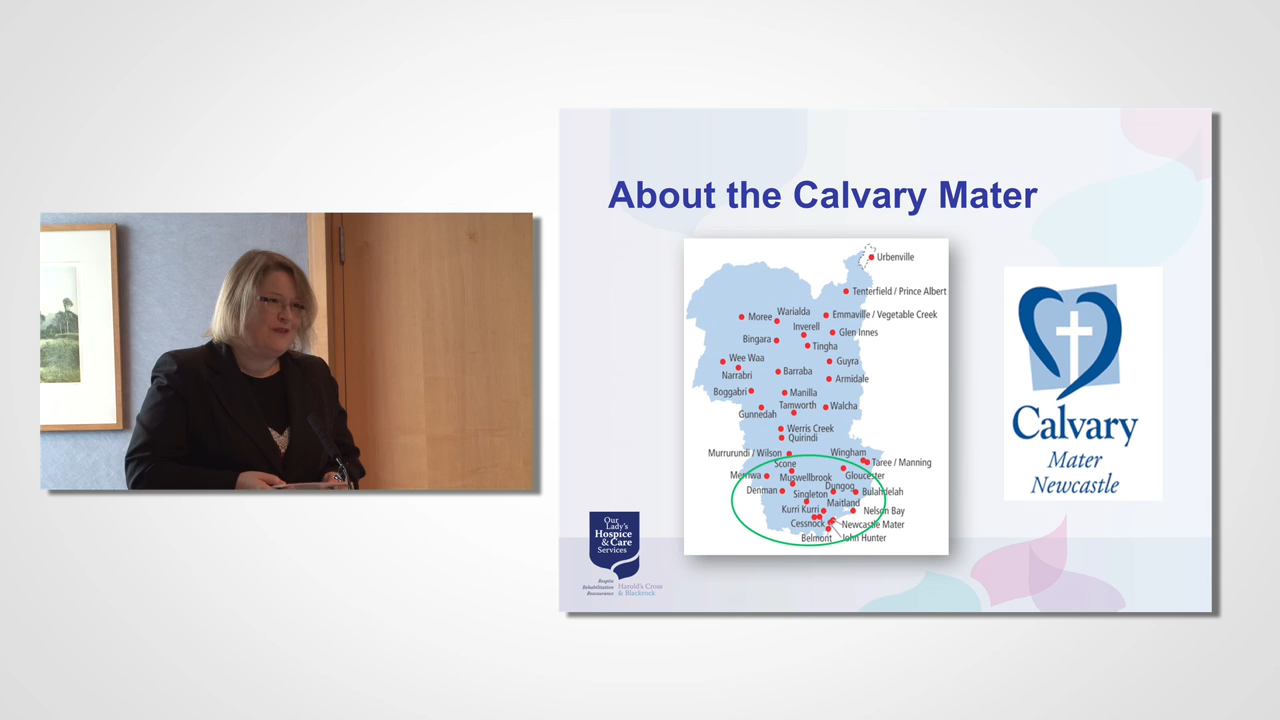 About the Calvary Mater
Urbenville
Tenterfield / Prince Albert
Warialda
Moree
Emmaville / Vegetable Creek
Inverell
Glen Innes
Bingara
Tingha
Wee Waa
Guyra
Narrabri
Barraba
Armidale
Boggabri
Manilla
Tamworth
Walcha
Gunnedah
Werris Creek
Quirindi
Murrurundi / Wilson
Wingham
Scone
Taree / Manning
Merriwa
Muswellbrook
Gloucester
Denman
Dungog
Singleton
Bulahdelah
Maitland
Kurri Kurri
Nelson Bay
Cessnock
Newcastle Mater
Belmont
John Hunter
Calvary
Mater
Newcastle
Our
Lady's
Hospice
& Care
Services
Respite
Rehabilitation
Reassurance
Harold's Cross
& Blackrock